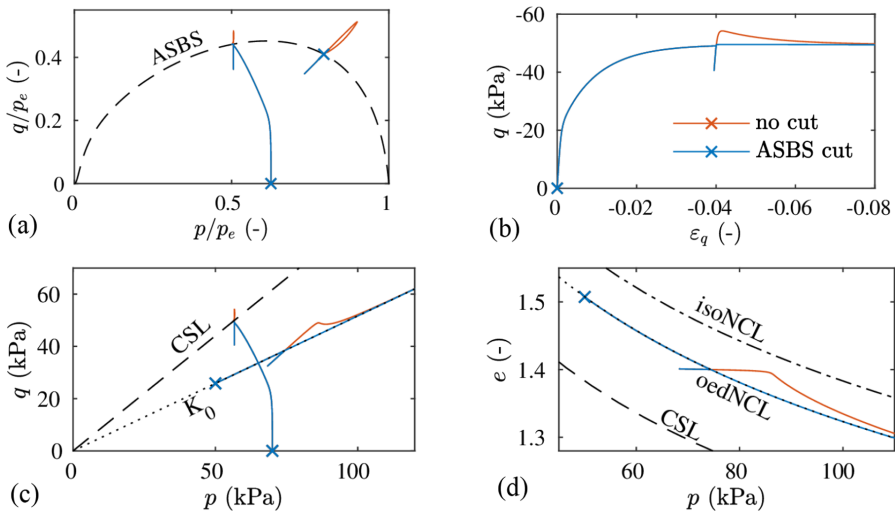 0.4
0.2
0
0
0.5
1
q/pₑ (-)
p/pₑ (-)
ASBS
(a)
-60
-40
-20
0
0
-0.02
-0.04
-0.06
-0.08
q (kPa)
ε_q (-)
no cut
ASBS cut
(b)
60
40
20
0
0
50
100
q (kPa)
p (kPa)
CSL
K₀
(c)
1.5
1.4
1.3
60
80
100
e (-)
p (kPa)
isoNCL
oedNCL
CSL
(d)